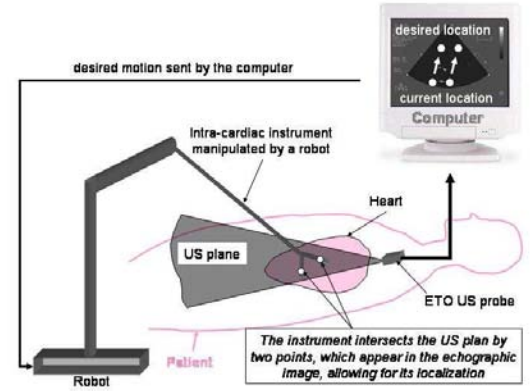 desired location
desired motion sent by the computer
current location
Computer
Intra-cardiac instrument
manipulated by a robot
Heart
US plane
ETO US probe
The instrument intersects the US plan by
two points, which appear in the echographic
image, allowing for its localization
Patient
Robot